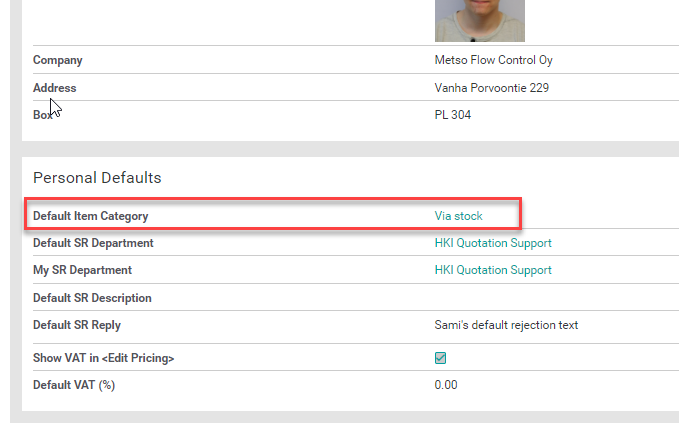 Company Metso Flow Control Oy
Address Vanha Porvoontie 229
Box PL 304
Personal Defaults
Default Item Category Via stock
Default SR Department HKI Quotation Support
My SR Department HKI Quotation Support
Default SR Description
Default SR Reply Sami's default rejection text
Show VAT in <Edit Pricing>
Default VAT (%) 0.00